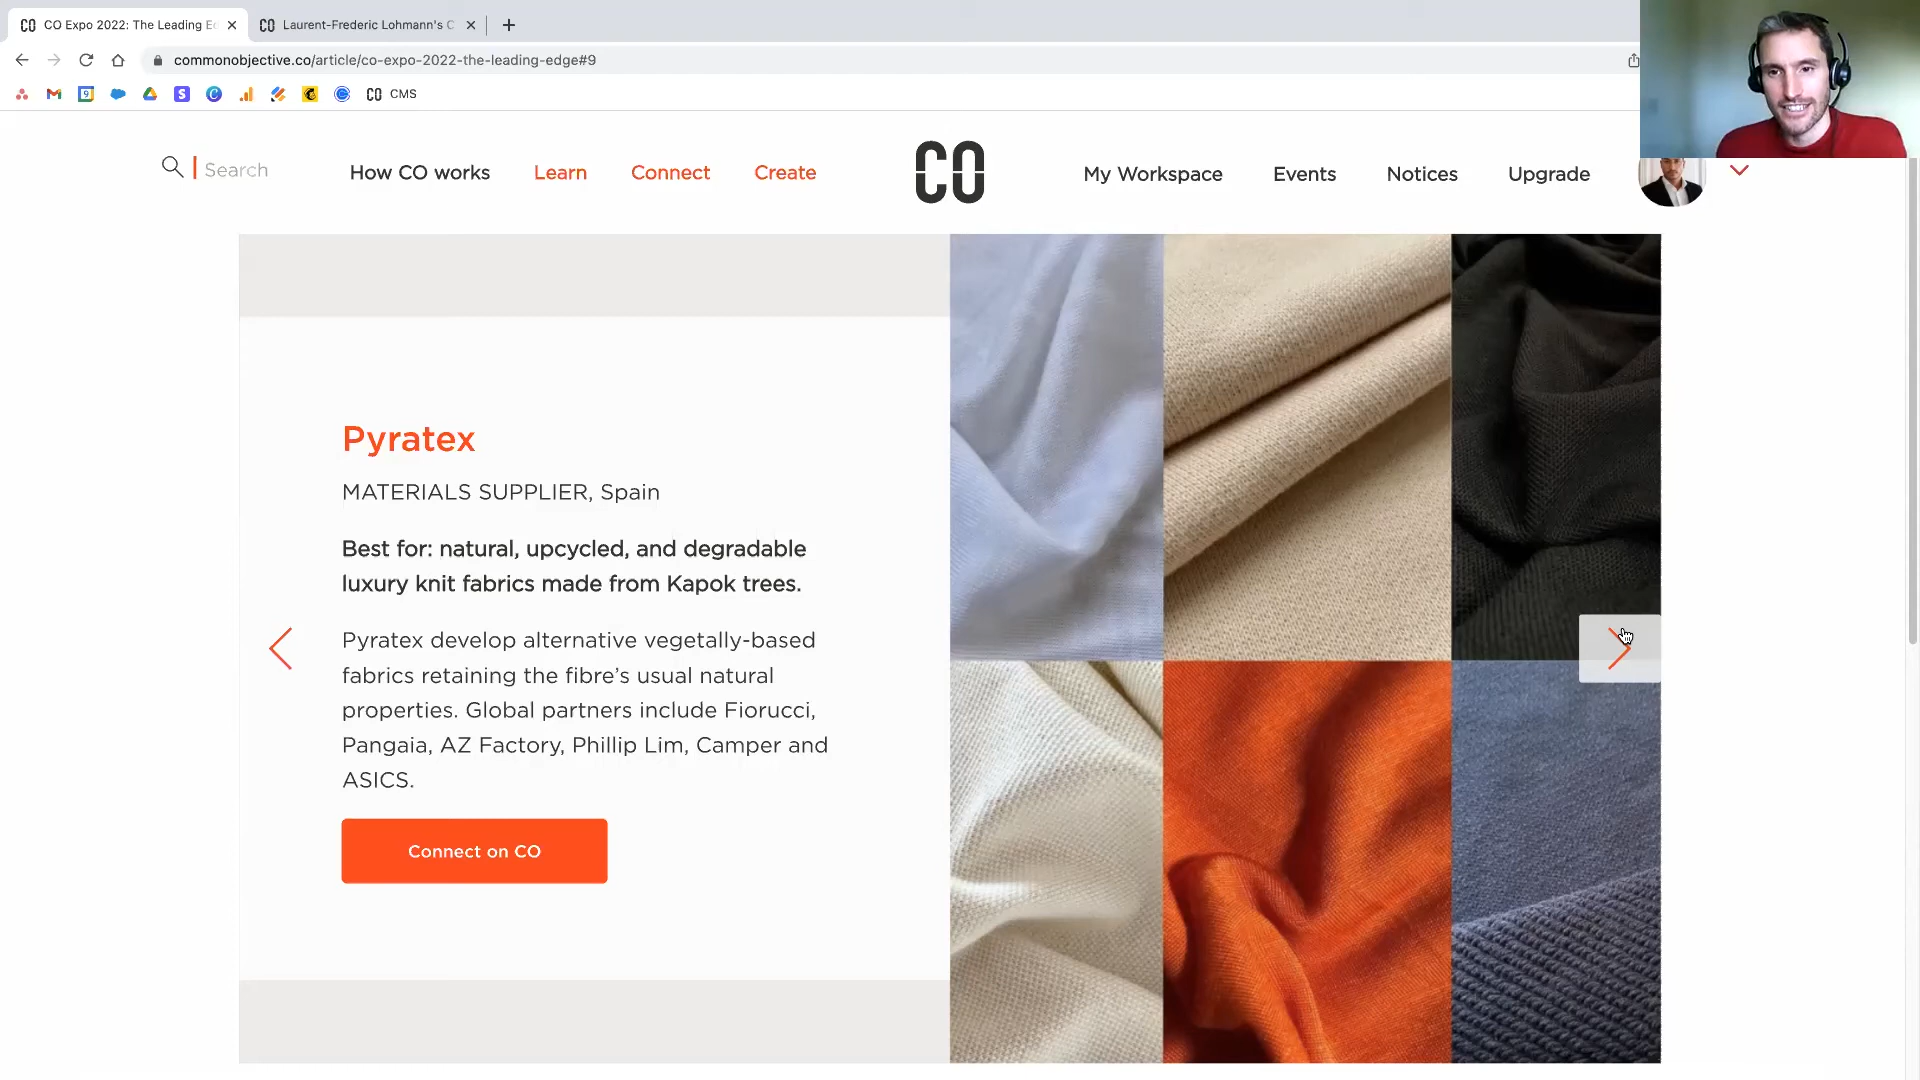 CO Expo 2022: The Leading E
Laurent-Frederic Lohmann's C
commonobjective.co/article/co-expo-2022-the-leading-edge#9
CO CMS
Search
How CO works
Learn
Connect
Create
CO
My Workspace
Events
Notices
Upgrade
Pyratex
MATERIALS SUPPLIER, Spain
Best for: natural, upcycled, and degradable
luxury knit fabrics made from Kapok trees.
Pyratex develop alternative vegetally-based
fabrics retaining the fibre’s usual natural
properties. Global partners include Fiorucci,
Pangaia, AZ Factory, Phillip Lim, Camper and
ASICS.
Connect on CO